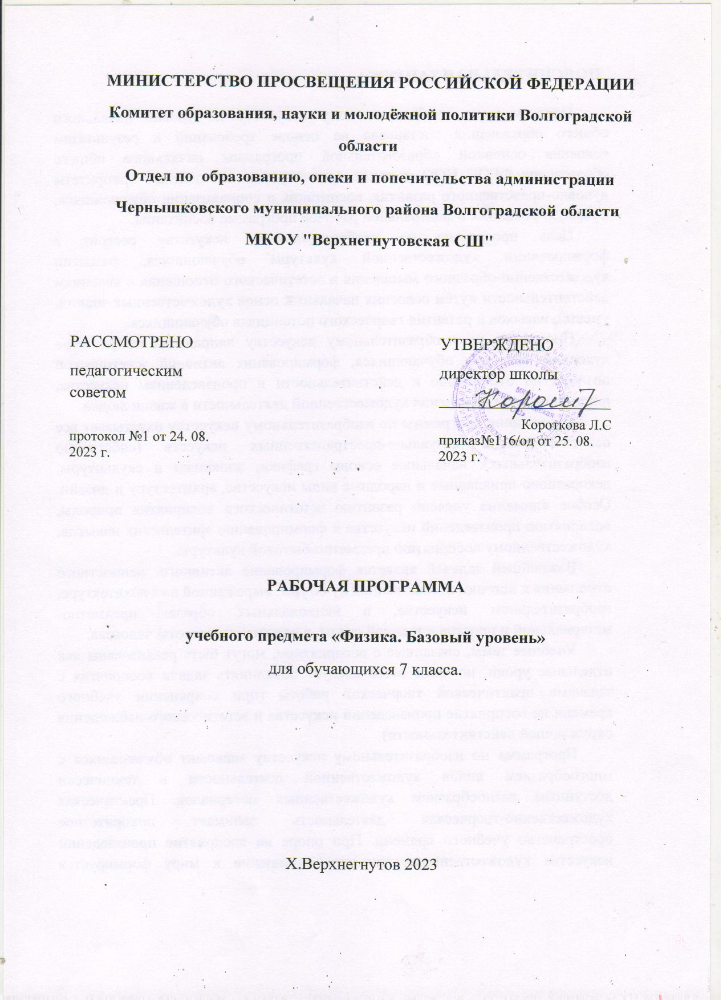 МИНИСТЕРСТВО ПРОСВЕЩЕНИЯ РОССИЙСКОЙ ФЕДЕРАЦИИ
Комитет образования, науки и молодёжной политики Волгоградской
области
Отдел по образованию, опеки и попечительства администрации
Чернышковского муниципального района Волгоградской области
МКОУ "Верхнегнутовская СШ"
РАССМОТРЕНО
педагогическим
советом
протокол №1 от 24. 08.
2023 г.
УТВЕРЖДЕНО
директор школы
Короткова Л.С
приказ№116/од от 25. 08.
2023 г.
РАБОЧАЯ ПРОГРАММА
учебного предмета «Физика. Базовый уровень»
для обучающихся 7 класса.
Х.Верхнегнутов 2023